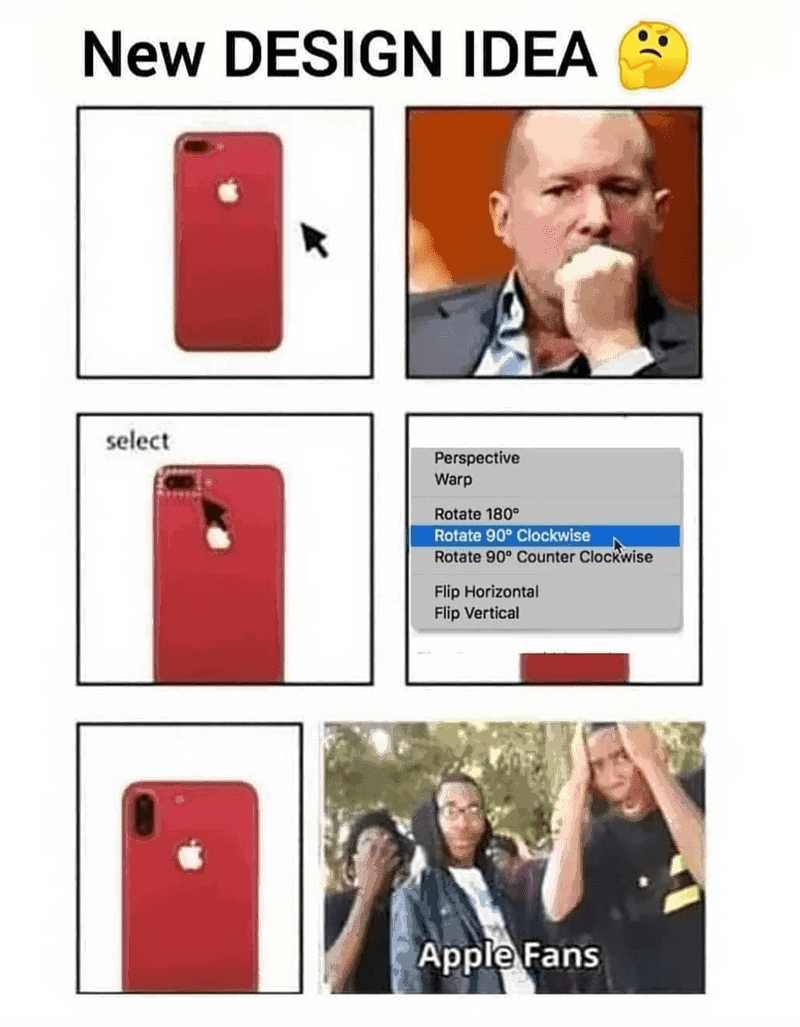 New DESIGN IDEA 🤔
select
Perspective
Warp
Rotate 180°
Rotate 90° Clockwise
Rotate 90° Counter Clockwise
Flip Horizontal
Flip Vertical
Apple Fans